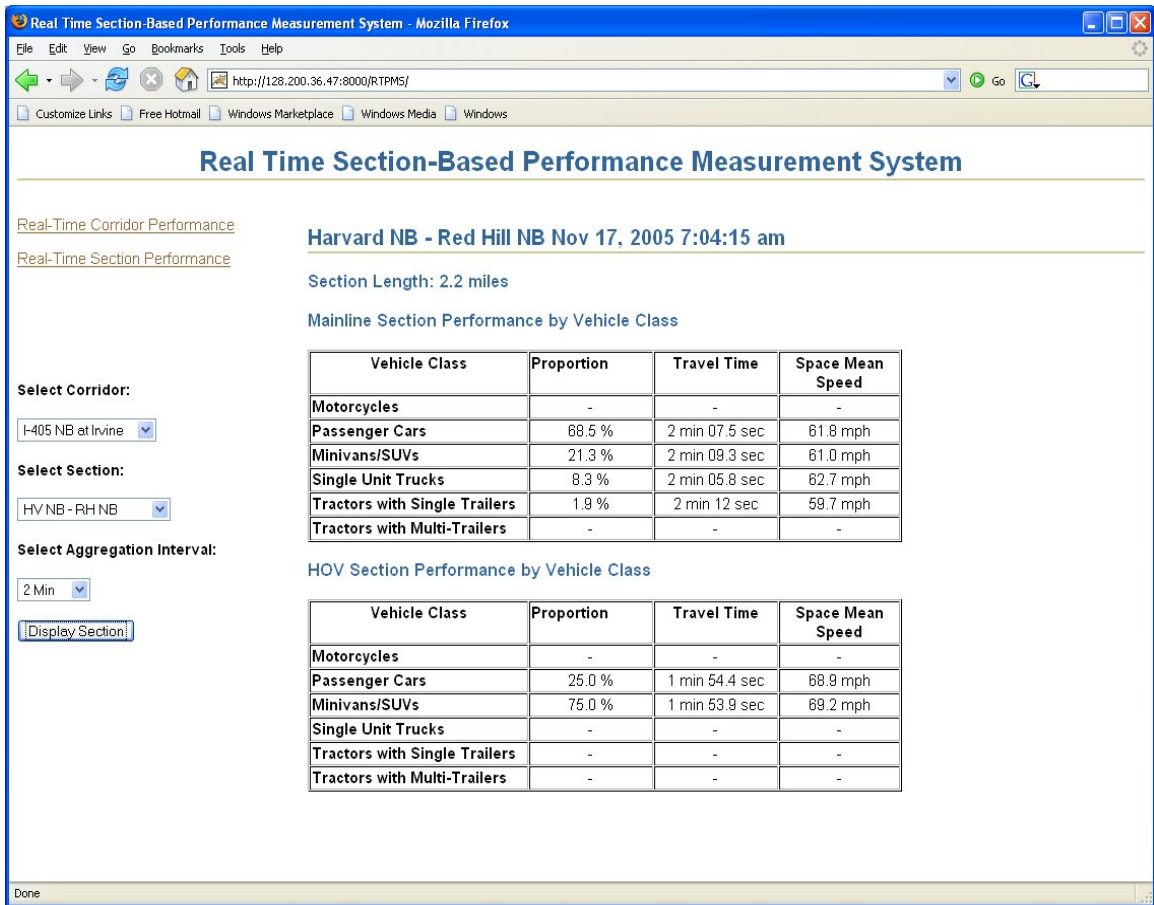 Real Time Section-Based Performance Measurement System - Mozilla Firefox
File Edit View Go Bookmarks Tools Help
http://128.200.36.47:8000/RTPMS/ Go G
Customize Links Free Hotmail Windows Marketplace Windows Media Windows
Real Time Section-Based Performance Measurement System
Real-Time Corridor Performance
Real-Time Section Performance
Select Corridor:
I-405 NB at Irvine
Select Section:
HV NB - RH NB
Select Aggregation Interval:
2 Min
Display Section
Harvard NB - Red Hill NB Nov 17, 2005 7:04:15 am
Section Length: 2.2 miles
Mainline Section Performance by Vehicle Class
Vehicle Class Proportion Travel Time Space Mean Speed
Motorcycles - - -
Passenger Cars 68.5 % 2 min 07.5 sec 61.8 mph
Minivans/SUVs 21.3 % 2 min 09.3 sec 61.0 mph
Single Unit Trucks 8.3 % 2 min 05.8 sec 62.7 mph
Tractors with Single Trailers 1.9 % 2 min 12 sec 59.7 mph
Tractors with Multi-Trailers - - -
HOV Section Performance by Vehicle Class
Vehicle Class Proportion Travel Time Space Mean Speed
Motorcycles - - -
Passenger Cars 25.0 % 1 min 54.4 sec 68.9 mph
Minivans/SUVs 75.0 % 1 min 53.9 sec 69.2 mph
Single Unit Trucks - - -
Tractors with Single Trailers - - -
Tractors with Multi-Trailers - - -
Done